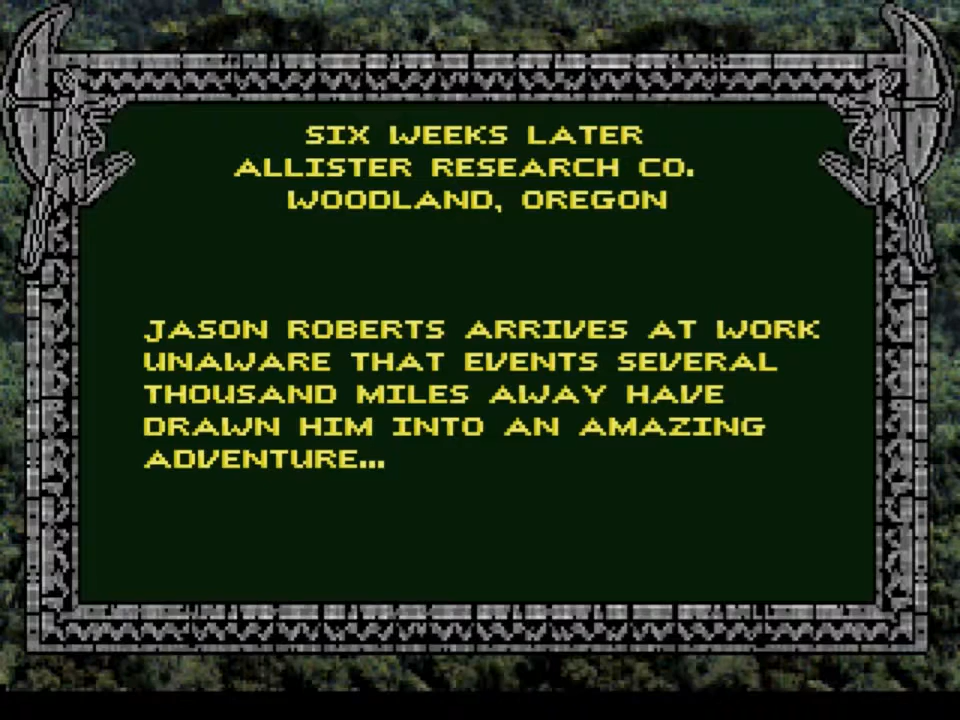 SIX WEEKS LATER
ALLISTER RESEARCH CO.
WOODLAND, OREGON
JASON ROBERTS ARRIVES AT WORK
UNAWARE THAT EVENTS SEVERAL
THOUSAND MILES AWAY HAVE
DRAWN HIM INTO AN AMAZING
ADVENTURE...